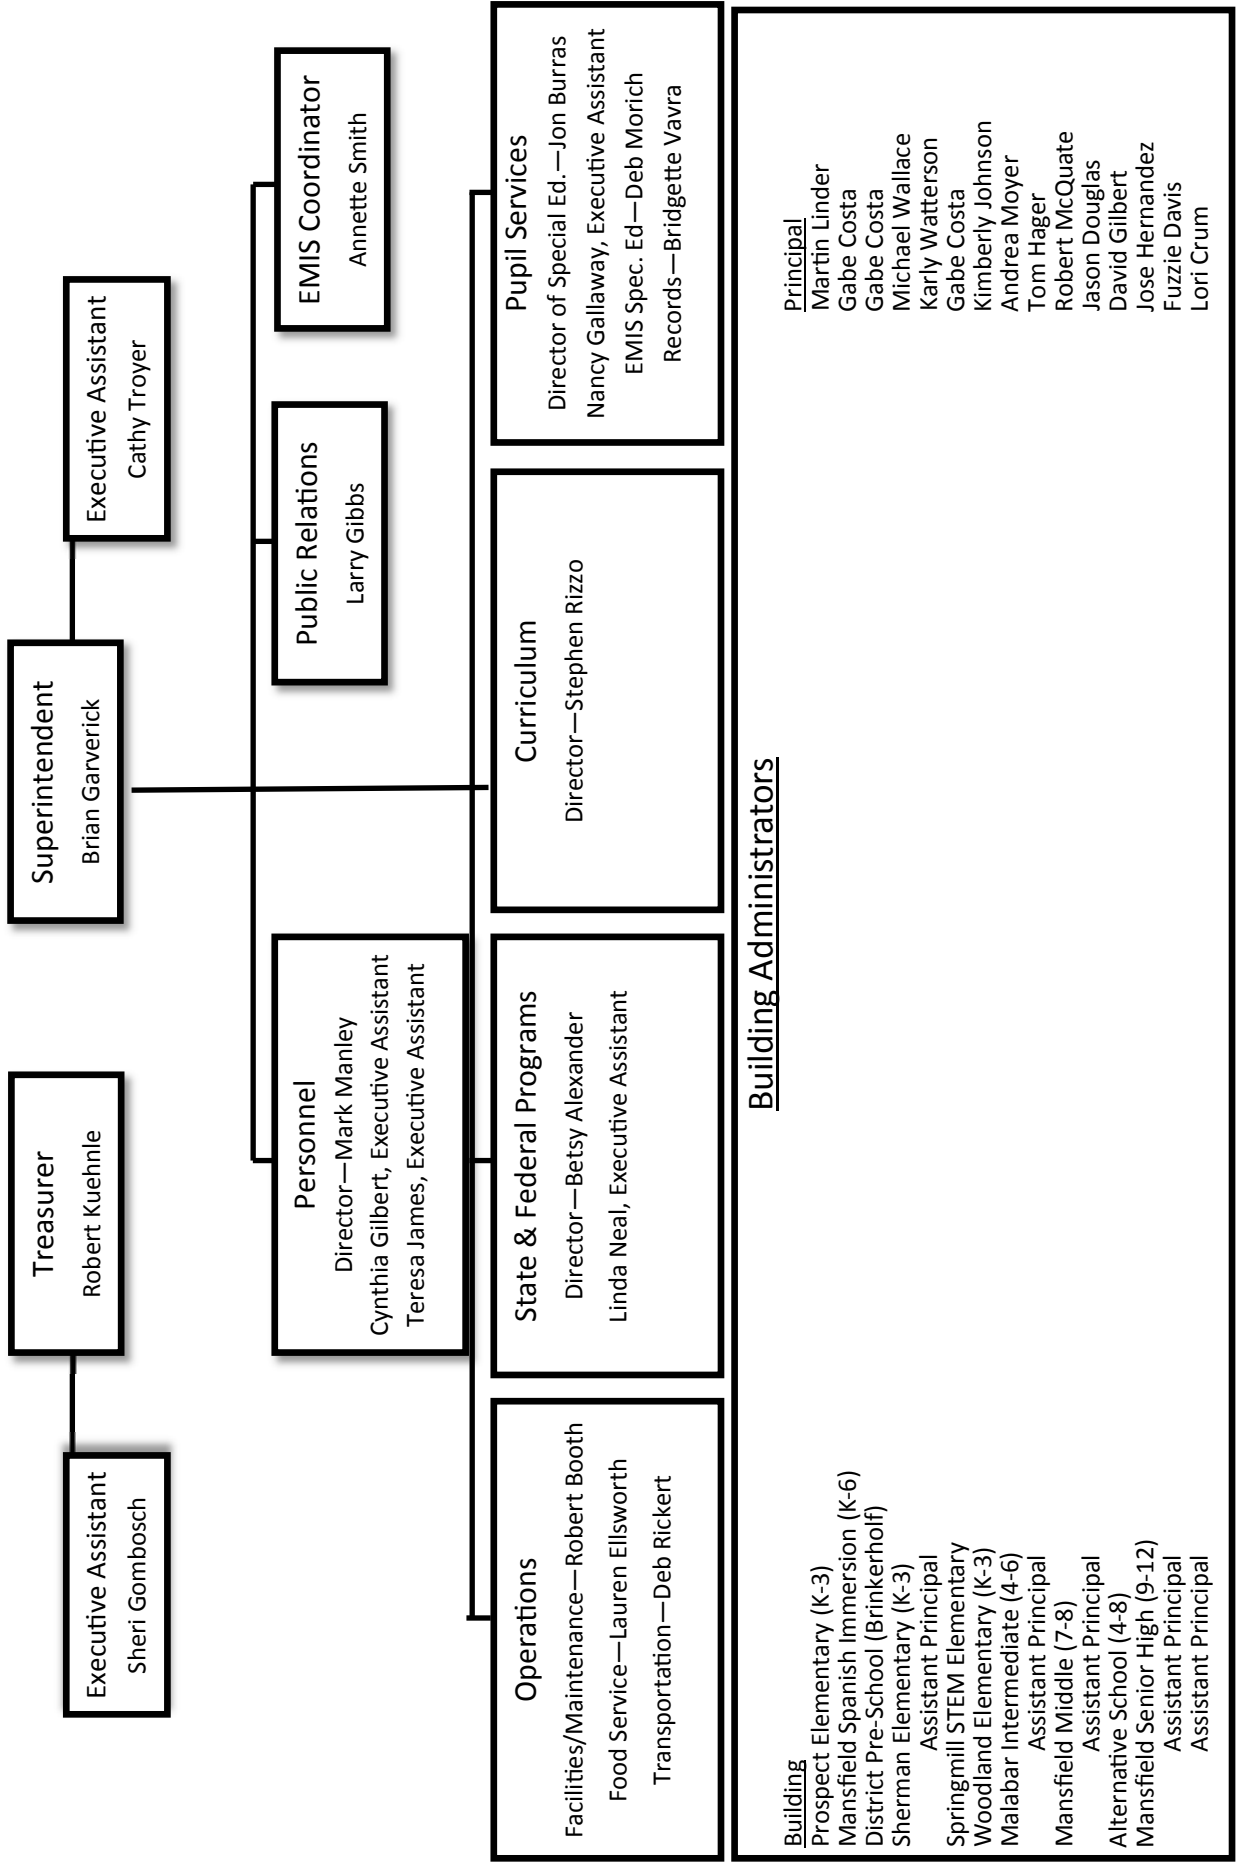 Executive Assistant
Sheri Gombosch
Treasurer
Robert Kuehnle
Superintendent
Brian Garverick
Executive Assistant
Cathy Troyer
Personnel
Director—Mark Manley
Cynthia Gilbert, Executive Assistant
Teresa James, Executive Assistant
Public Relations
Larry Gibbs
EMIS Coordinator
Annette Smith
Operations
Facilities/Maintenance—Robert Booth
Food Service—Lauren Ellsworth
Transportation—Deb Rickert
State & Federal Programs
Director—Betsy Alexander
Linda Neal, Executive Assistant
Curriculum
Director—Stephen Rizzo
Pupil Services
Director of Special Ed.—Jon Burras
Nancy Gallaway, Executive Assistant
EMIS Spec. Ed—Deb Morich
Records—Bridgette Vavra
Building Administrators
Building Principal
Prospect Elementary (K-3) Martin Linder
Mansfield Spanish Immersion (K-6) Gabe Costa
District Pre-School (Brinkerholf) Gabe Costa
Sherman Elementary (K-3) Michael Wallace
Assistant Principal Karly Watterson
Springmill STEM Elementary Gabe Costa
Woodland Elementary (K-3) Kimberly Johnson
Malabar Intermediate (4-6) Andrea Moyer
Assistant Principal Tom Hager
Mansfield Middle (7-8) Robert McQuate
Assistant Principal Jason Douglas
Alternative School (4-8) David Gilbert
Mansfield Senior High (9-12) Jose Hernandez
Assistant Principal Fuzzie Davis
Assistant Principal Lori Crum